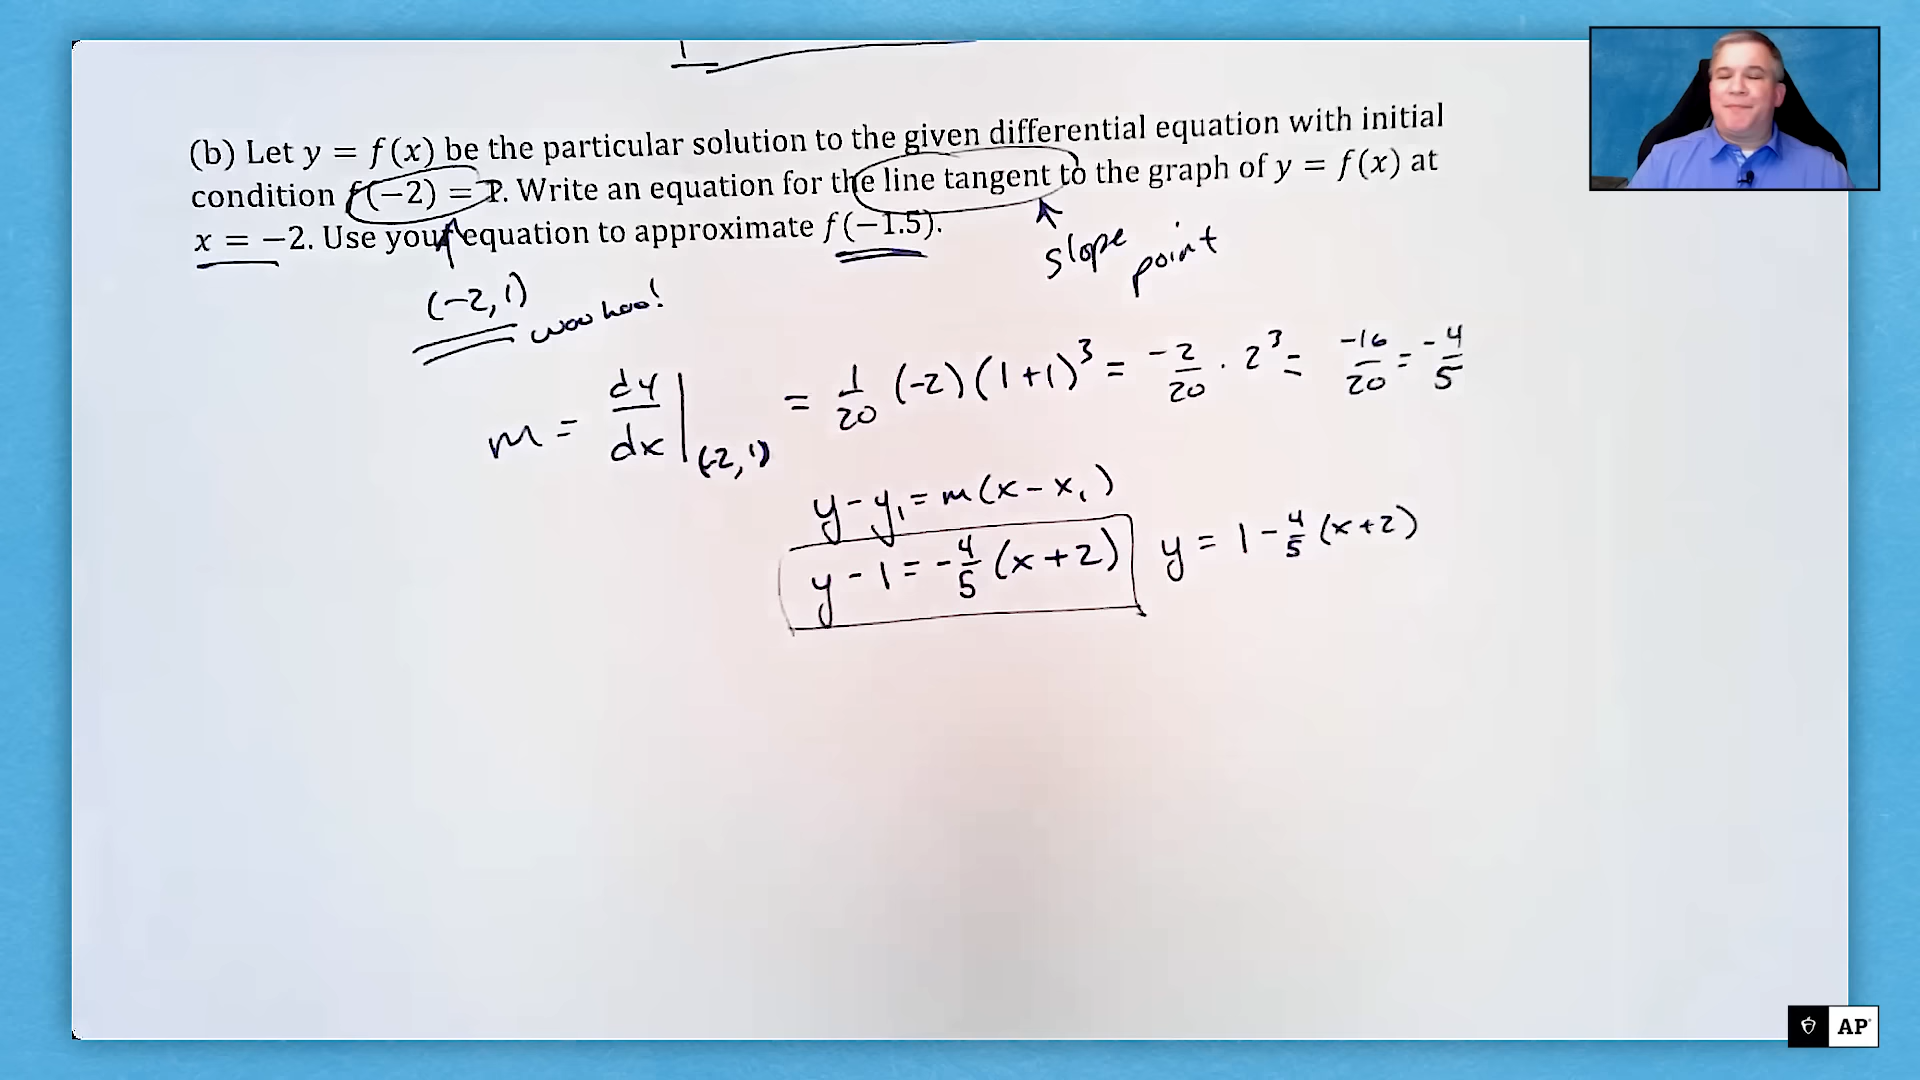 (b) Let y = f(x) be the particular solution to the given differential equation with initial
condition f(−2) = 1. Write an equation for the line tangent to the graph of y = f(x) at
x = −2. Use your equation to approximate f(−1.5).
slope point
(-2, 1) woo hoo!
m = dy/dx |(-2, 1) = 1/20 (-2)(1+1)³ = -2/20 · 2³ = -16/20 = -4/5
y - y₁ = m(x - x₁)
y - 1 = -4/5 (x+2) y = 1 - 4/5 (x+2)
AP